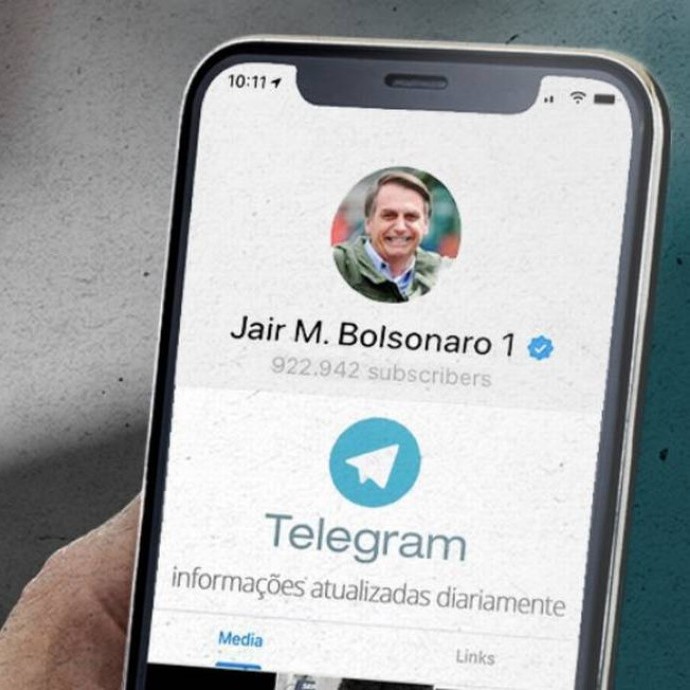 10:11
Jair M. Bolsonaro 1
922.942 subscribers
Telegram
informações atualizadas diariamente
Media
Links